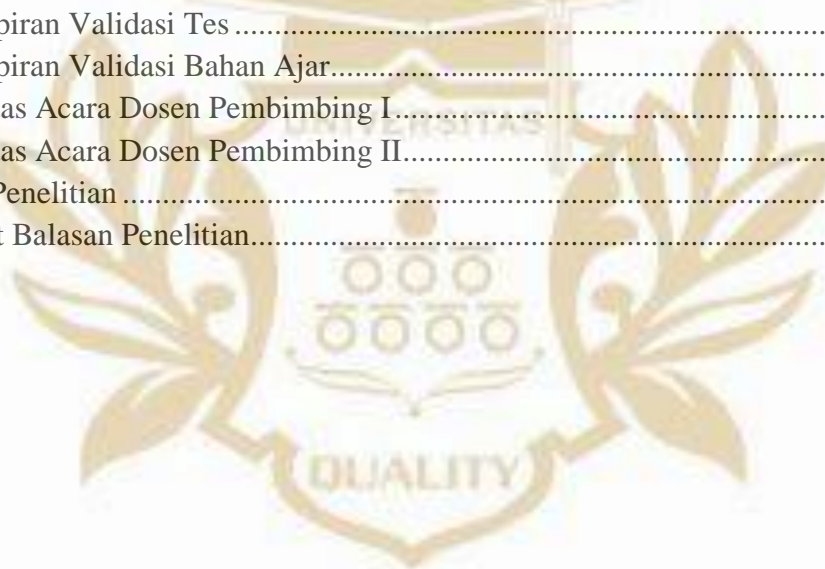 piran Validasi Tes ........................................................................
piran Validasi Bahan Ajar............................................................
as Acara Dosen Pembimbing I......................................................
as Acara Dosen Pembimbing II.....................................................
Penelitian ....................................................................................
t Balasan Penelitian.......................................................................
UNIVERSITAS
QUALITY